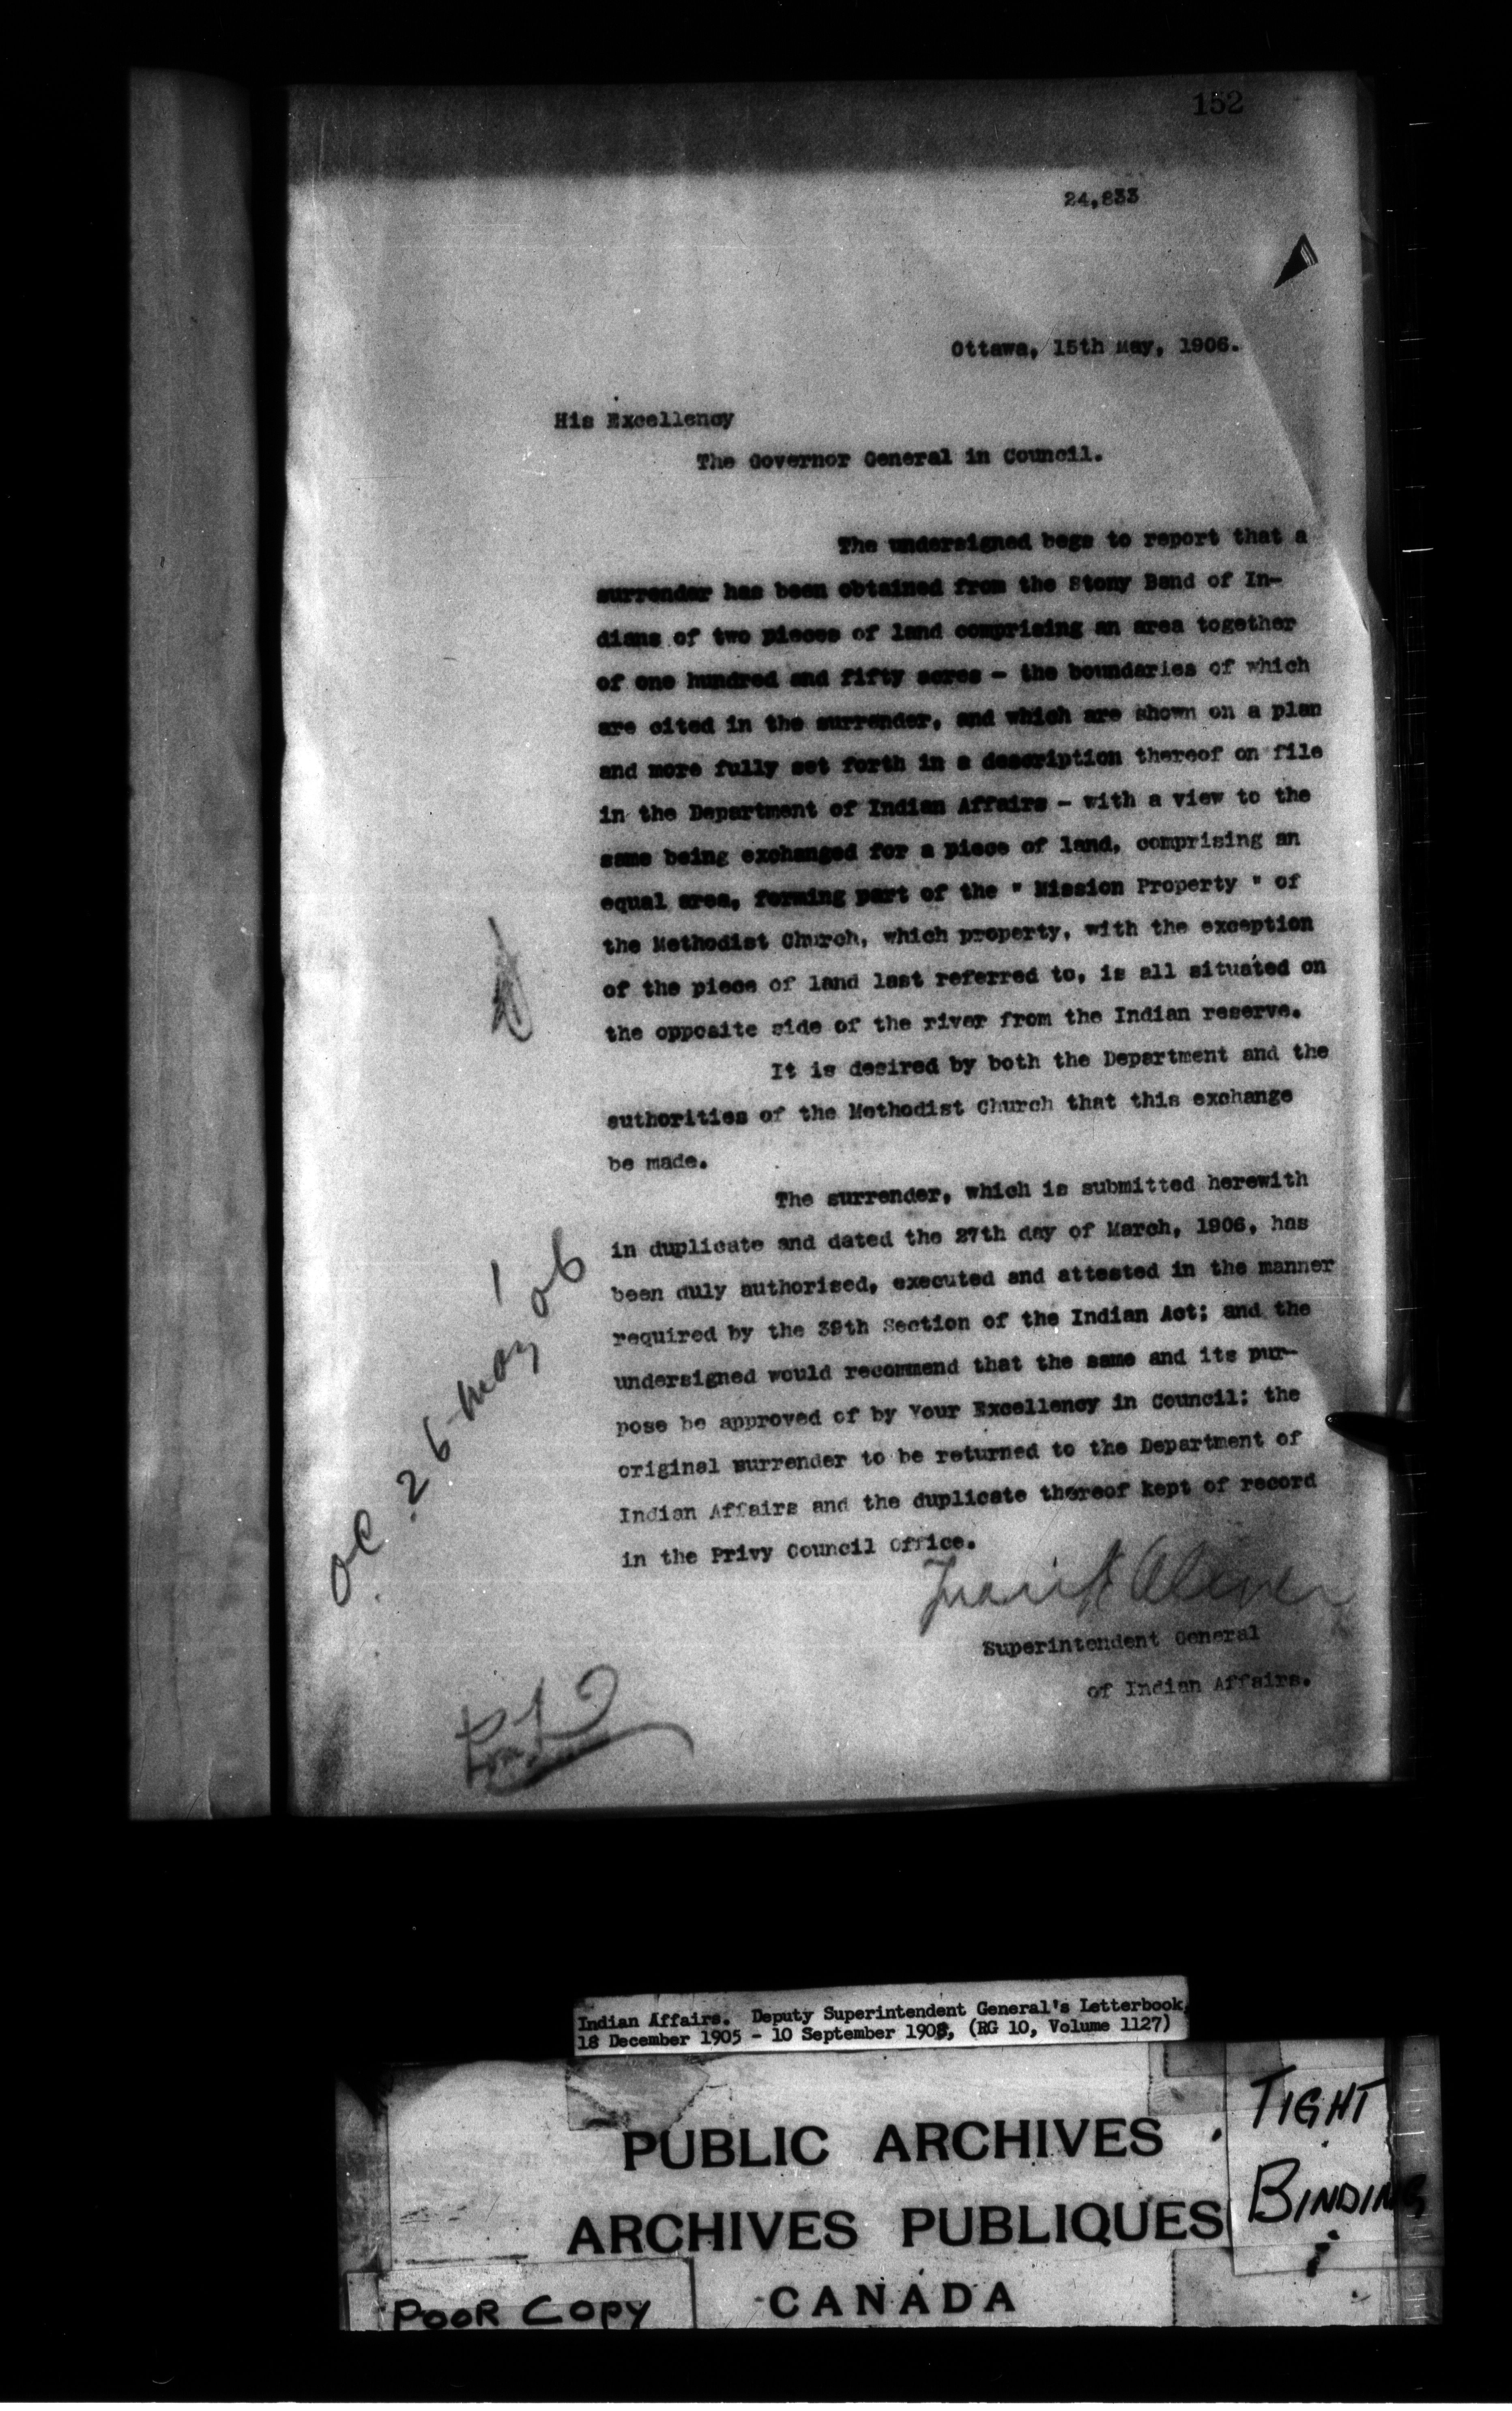 152
24,833
Ottawa, 15th May, 1906.
His Excellency
The Governor General in Council.
The undersigned begs to report that a
surrender has been obtained from the Stony Band of In-
dians of two pieces of land comprising an area together
of one hundred and fifty acres - the boundaries of which
are cited in the surrender, and which are shown on a plan
and more fully set forth in a description thereof on file
in the Department of Indian Affairs - with a view to the
same being exchanged for a piece of land, comprising an
equal area, forming part of the " Mission Property " of
the Methodist Church, which property, with the exception
of the piece of land last referred to, is all situated on
the opposite side of the river from the Indian reserve.
It is desired by both the Department and the
authorities of the Methodist Church that this exchange
be made.
The surrender, which is submitted herewith
in duplicate and dated the 27th day of March, 1906, has
been duly authorised, executed and attested in the manner
required by the 39th Section of the Indian Act; and the
undersigned would recommend that the same and its pur-
pose be approved of by Your Excellency in Council; the
original surrender to be returned to the Department of
Indian Affairs and the duplicate thereof kept of record
in the Privy Council Office.
OC. 26 May 06
Frank Oliver
Superintendent General
of Indian Affairs.
Indian Affairs. Deputy Superintendent General's Letterbook,
18 December 1905 - 10 September 1908, (RG 10, Volume 1127)
PUBLIC ARCHIVES
ARCHIVES PUBLIQUES
CANADA
TIGHT
BINDING
POOR COPY